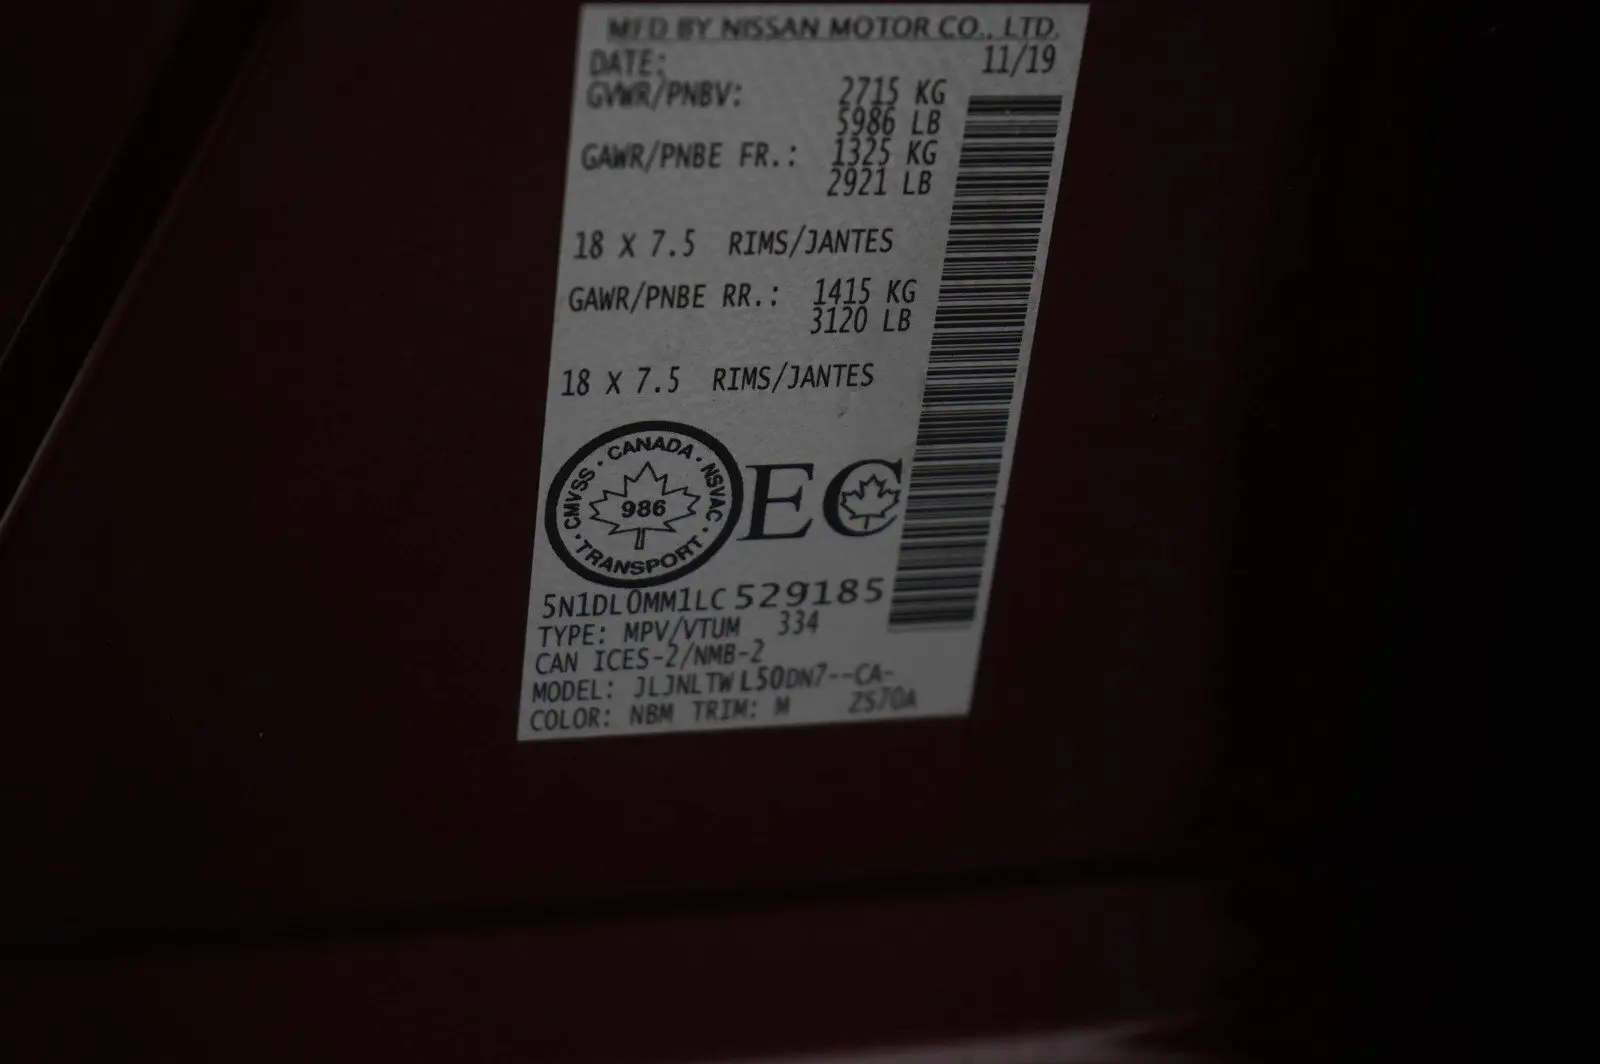 MFD BY NISSAN MOTOR CO., LTD.
DATE: 11/19
GVWR/PNBV: 2715 KG
5986 LB
GAWR/PNBE FR.: 1325 KG
2921 LB
18 X 7.5 RIMS/JANTES
GAWR/PNBE RR.: 1415 KG
3120 LB
18 X 7.5 RIMS/JANTES
CMVSS · CANADA · NSVAC · TRANSPORT ·
986
EC
5N1DL0MM1LC529185
TYPE: MPV/VTUM 334
CAN ICES-2/NMB-2
MODEL: JLJNLTWL50DN7--CA-
COLOR: NBM TRIM: M ZS70A